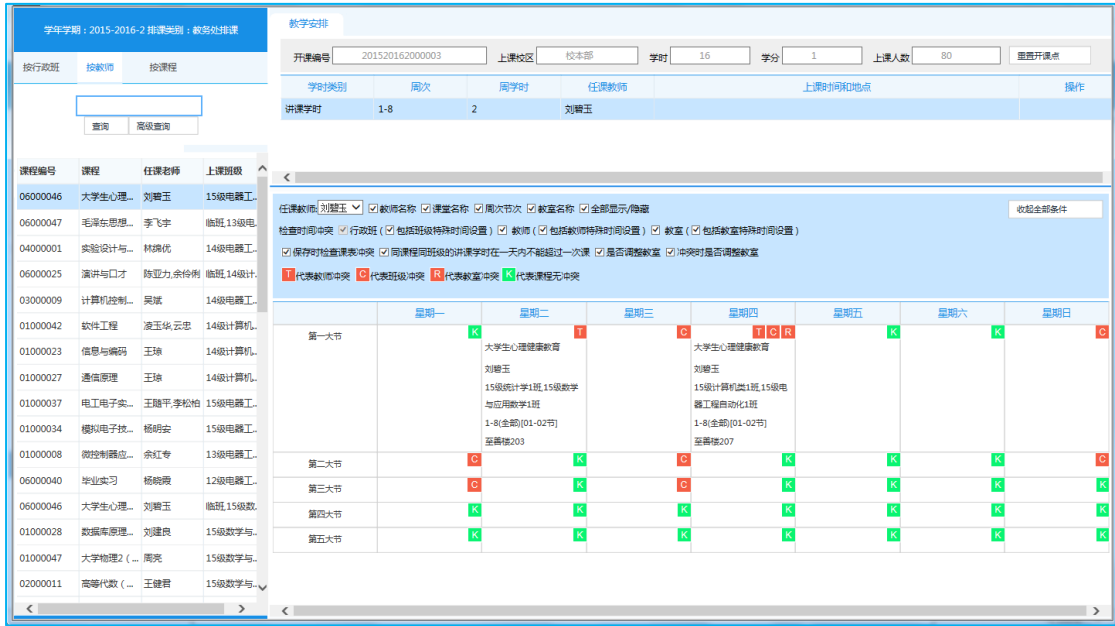 学年学期：2015-2016-2 排课类别：教务处排课
按行政班 按教师 按课程
查询 高级查询
课程编号 课程 任课老师 上课班级
06000046 大学生心理... 刘碧玉 15级电器工...
06000047 毛泽东思想... 李飞宇 临班,13级电.
04000001 实验设计与... 林娉优 14级电器工...
06000025 演讲与口才 陈亚力,余伶俐 临班,14级计.
03000009 计算机控制... 吴斌 14级电器工...
01000042 软件工程 凌玉华,云忠 14级计算机...
01000023 信息与编码 王琼 14级计算机...
01000027 通信原理 王琼 14级计算机...
01000037 电工电子实... 王随平,李松柏 15级电器工...
01000034 模拟电子技... 杨明安 15级电器工...
01000008 微控制器应... 余红专 13级电器工...
06000040 毕业实习 杨晓霞 12级电器工...
06000046 大学生心理... 刘碧玉 临班,15级数.
01000028 数据库原理... 刘建良 15级数学与...
01000047 大学物理2（ ... 周亮 15级数学与...
02000011 高等代数（ ... 王健君 15级数学与...
教学安排
开课编号 201520162000003 上课校区 校本部 学时 16 学分 1 上课人数 80 重置开课点
学时类别 周次 周学时 任课教师 上课时间和地点 操作
讲课学时 1-8 2 刘碧玉
任课教师: 刘碧玉 教师名称 课堂名称 周次节次 教室名称 全部显示/隐藏 收起全部条件
检查时间冲突 行政班（ 包括班级特殊时间设置） 教师（ 包括教师特殊时间设置） 教室（ 包括教室特殊时间设置）
保存时检查课表冲突 同课程同班级的讲课学时在一天内不能超过一次课 是否调整教室 冲突时是否调整教室
T 代表教师冲突 C 代表班级冲突 R 代表教室冲突 K 代表课程无冲突
星期一 星期二 星期三 星期四 星期五 星期六 星期日
第一大节 K T C T C R K K C
大学生心理健康教育 大学生心理健康教育
刘碧玉 刘碧玉
15级统计学1班,15级数学 15级计算机类1班,15级电
与应用数学1班 器工程自动化1班
1-8(全部)[01-02节] 1-8(全部)[01-02节]
至善楼203 至善楼207
第二大节 C K C K K K C
第三大节 C K C K K K K
第四大节 K K K K K K K
第五大节 K K K K K K K